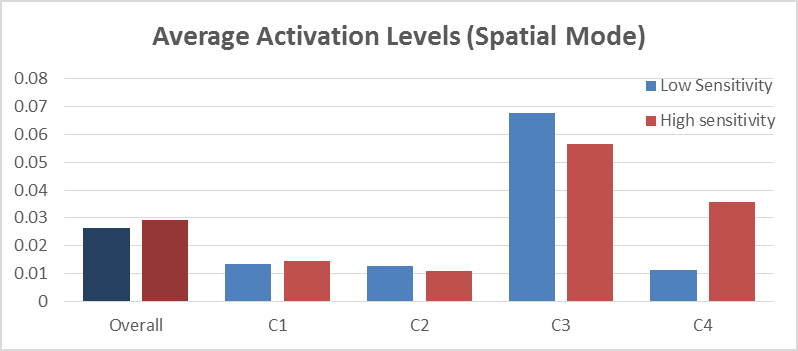 Average Activation Levels (Spatial Mode)
0.08
0.07
0.06
0.05
0.04
0.03
0.02
0.01
0
Low Sensitivity
High sensitivity
Overall C1 C2 C3 C4